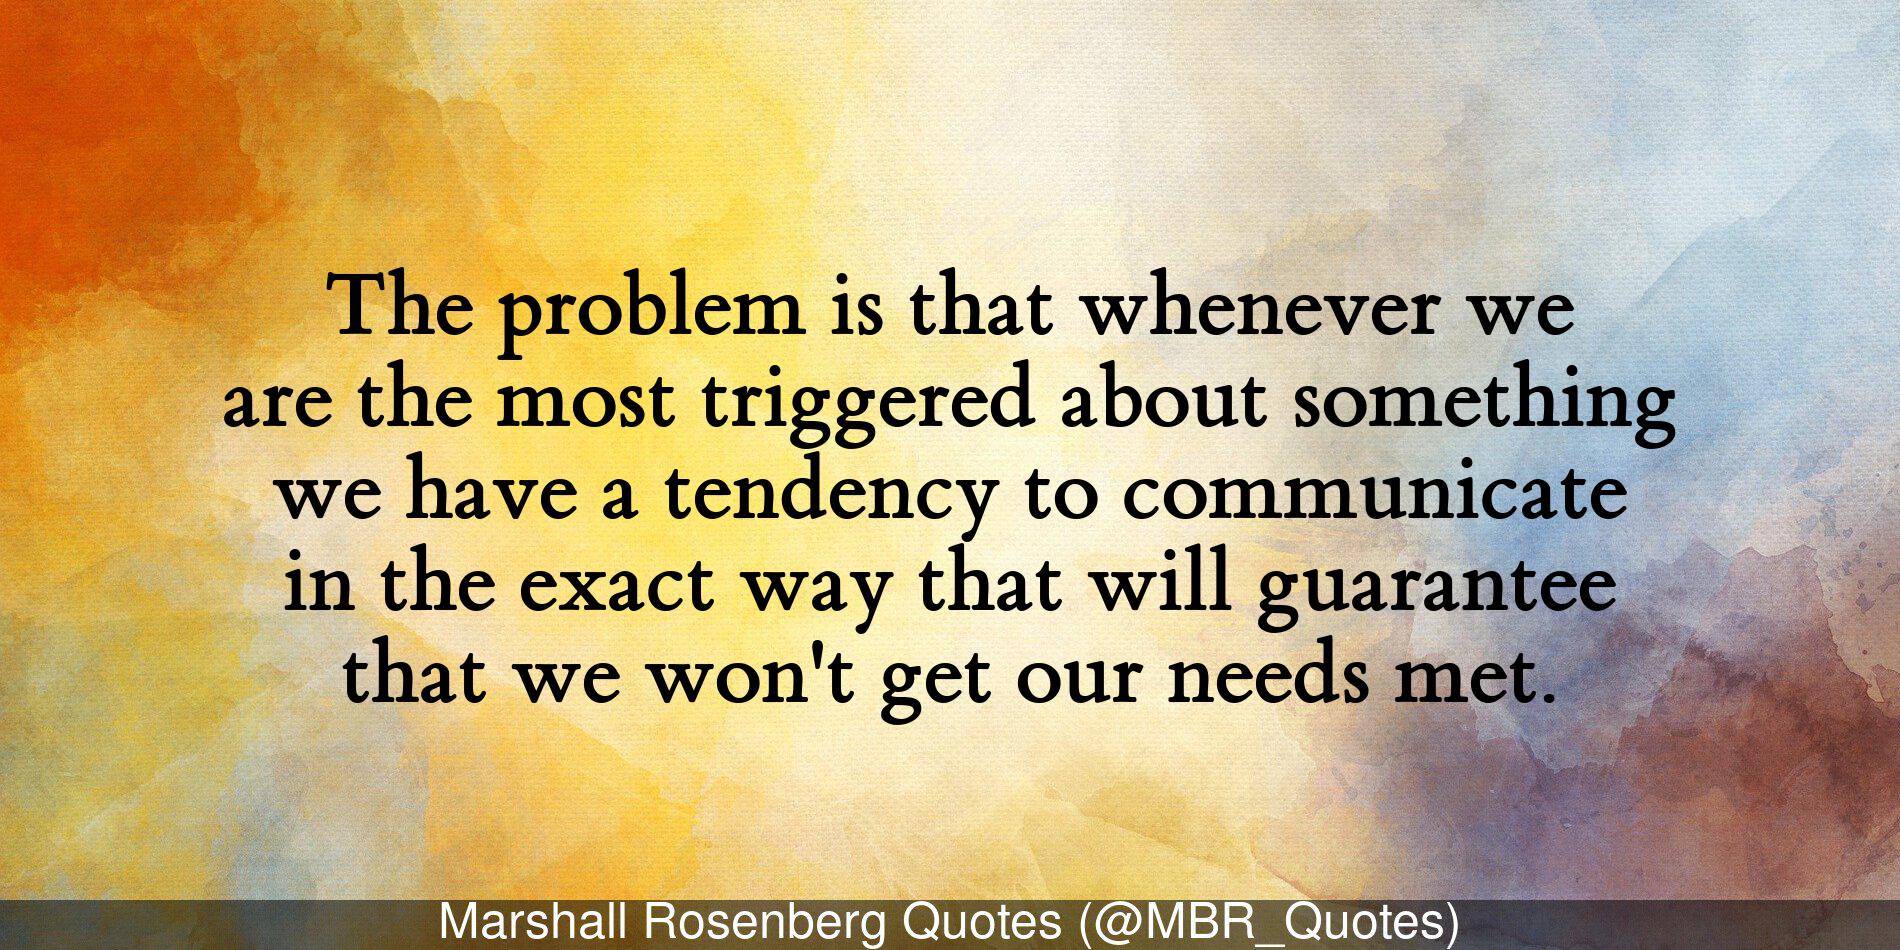 The problem is that whenever we
are the most triggered about something
we have a tendency to communicate
in the exact way that will guarantee
that we won't get our needs met.
Marshall Rosenberg Quotes (@MBR_Quotes)